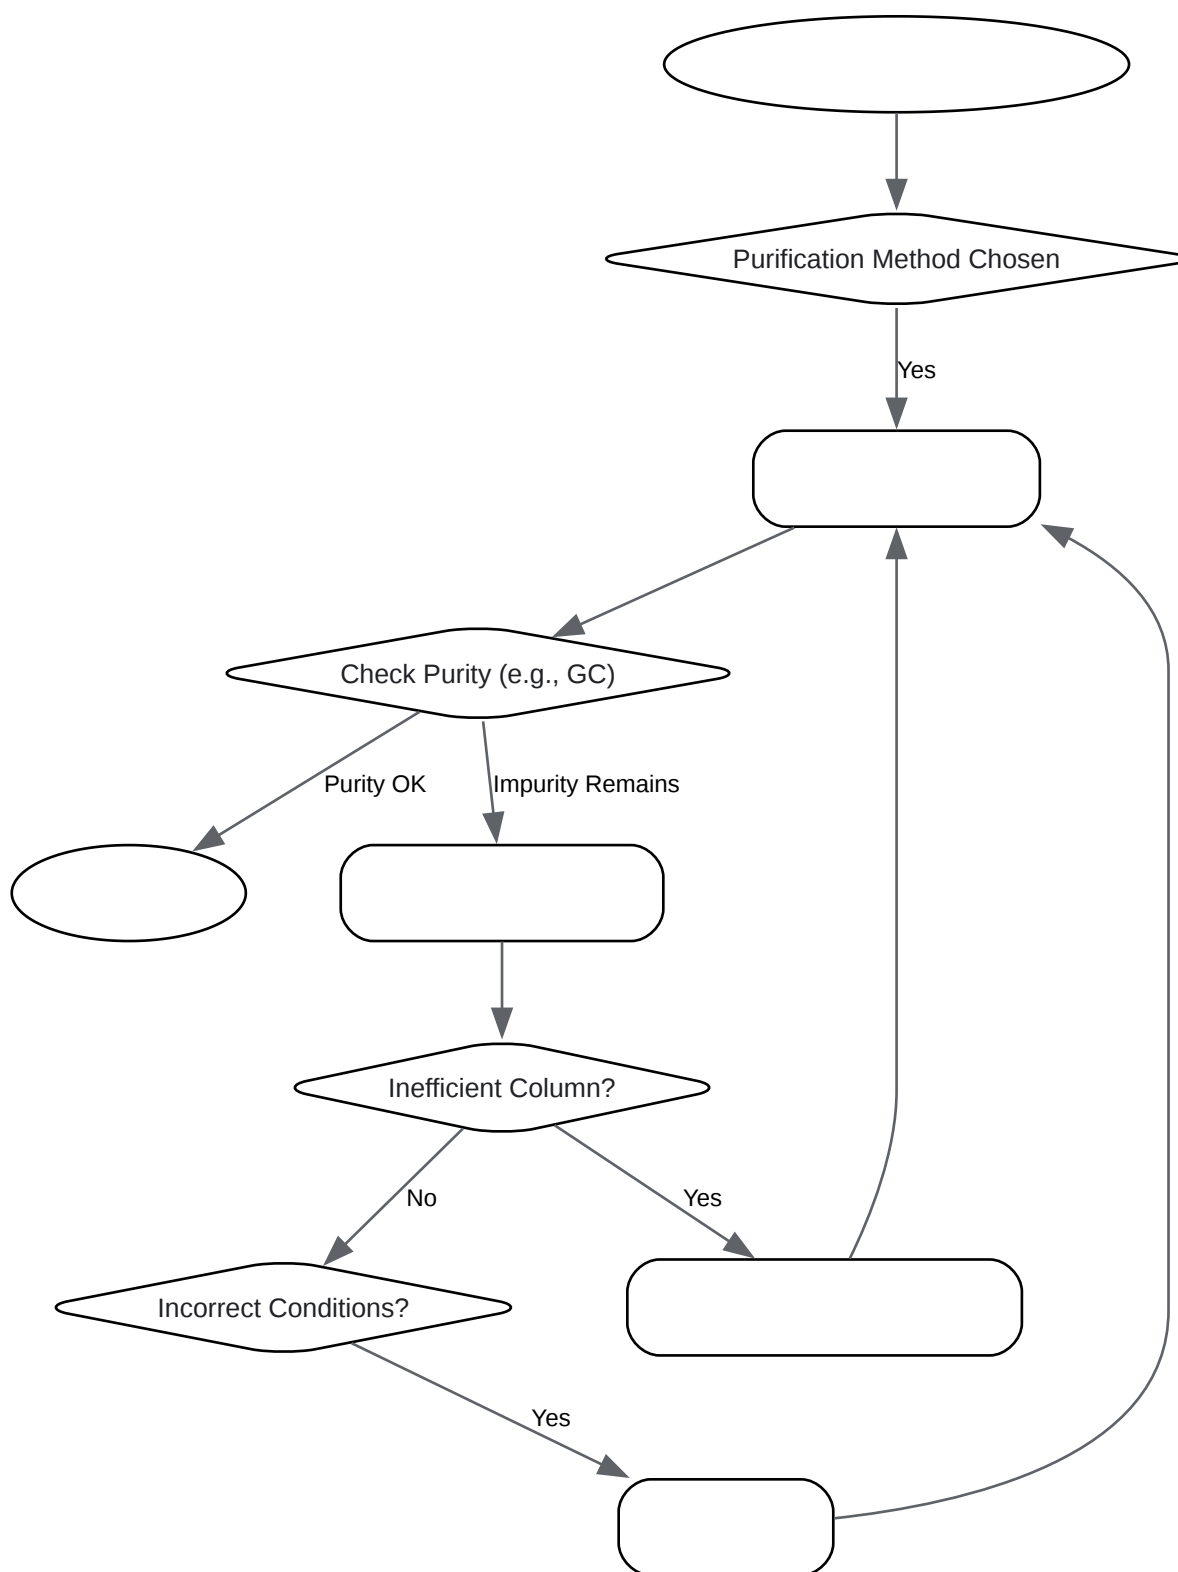 Purification Method Chosen
Yes
Check Purity (e.g., GC)
Purity OK
Impurity Remains
Inefficient Column?
No
Yes
Incorrect Conditions?
Yes